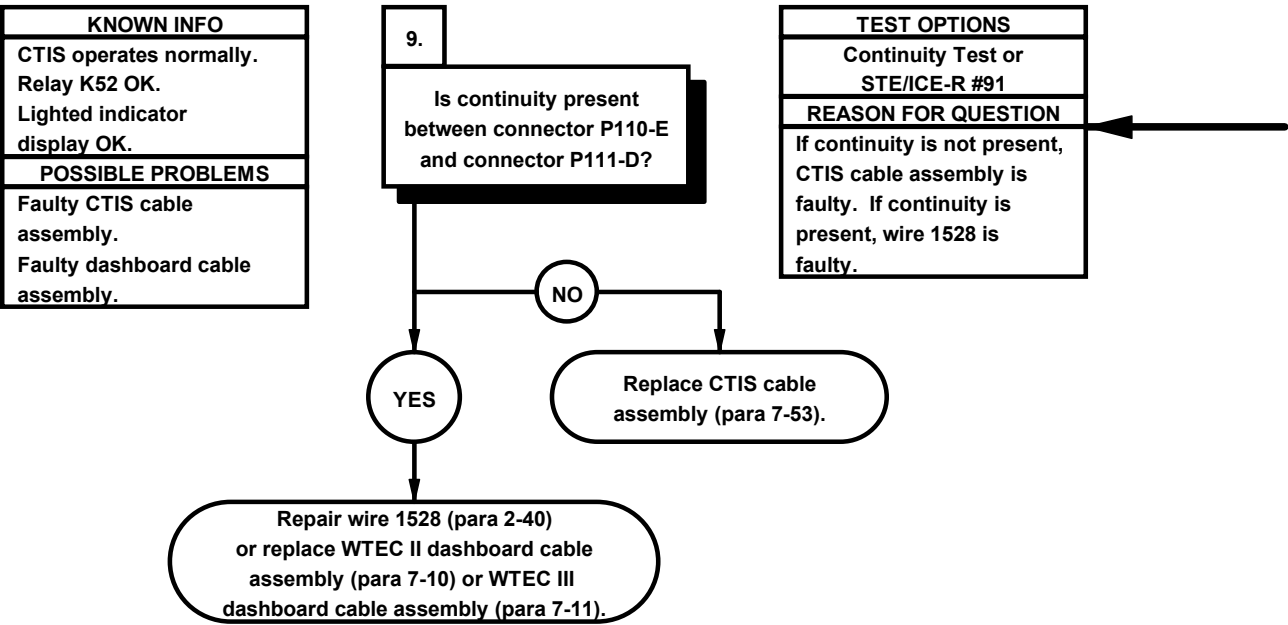 KNOWN INFO
CTIS operates normally.
Relay K52 OK.
Lighted indicator
display OK.
POSSIBLE PROBLEMS
Faulty CTIS cable
assembly.
Faulty dashboard cable
assembly.
9.
Is continuity present
between connector P110-E
and connector P111-D?
TEST OPTIONS
Continuity Test or
STE/ICE-R #91
REASON FOR QUESTION
If continuity is not present,
CTIS cable assembly is
faulty. If continuity is
present, wire 1528 is
faulty.
NO
YES
Replace CTIS cable
assembly (para 7-53).
Repair wire 1528 (para 2-40)
or replace WTEC II dashboard cable
assembly (para 7-10) or WTEC III
dashboard cable assembly (para 7-11).